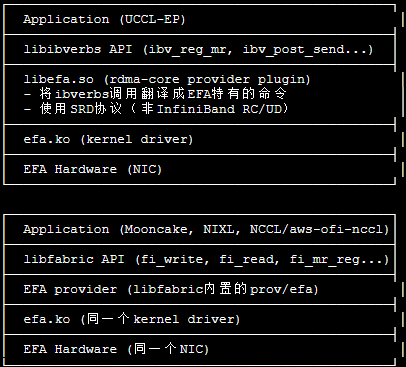 Application (UCCL-EP)
libibverbs API (ibv_reg_mr, ibv_post_send...)
libefa.so (rdma-core provider plugin)
- 将ibverbs调用翻译成EFA特有的命令
- 使用SRD协议（非InfiniBand RC/UD）
efa.ko (kernel driver)
EFA Hardware (NIC)
Application (Mooncake, NIXL, NCCL/aws-ofi-nccl)
libfabric API (fi_write, fi_read, fi_mr_reg...)
EFA provider (libfabric内置的prov/efa)
efa.ko (同一个kernel driver)
EFA Hardware (同一个NIC)